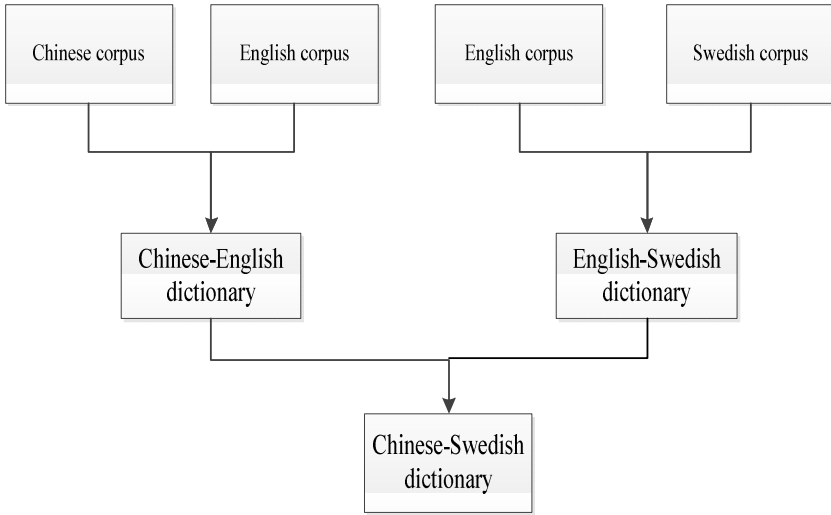 Chinese corpus
English corpus
English corpus
Swedish corpus
Chinese-English
dictionary
English-Swedish
dictionary
Chinese-Swedish
dictionary